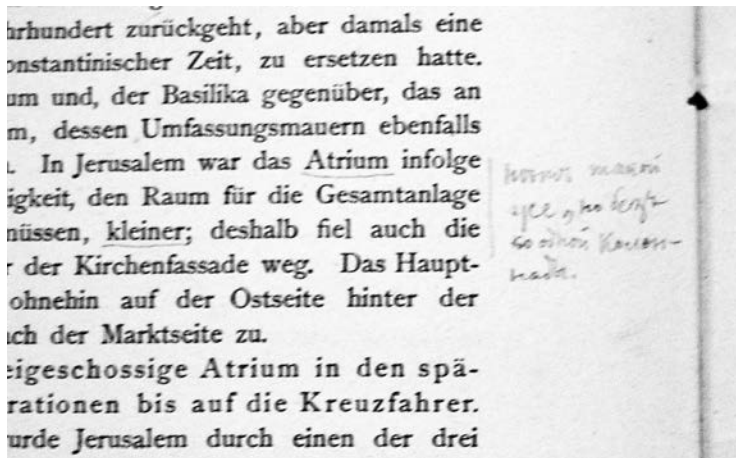 hrhundert zurückgeht, aber damals eine
onstantinischer Zeit, zu ersetzen hatte.
um und, der Basilika gegenüber, das an
m, dessen Umfassungsmauern ebenfalls
. In Jerusalem war das Atrium infolge
igkeit, den Raum für die Gesamtanlage
nüssen, kleiner; deshalb fiel auch die
r der Kirchenfassade weg. Das Haupt-
ohnehin auf der Ostseite hinter der
ch der Marktseite zu.
eigeschossige Atrium in den spä-
rationen bis auf die Kreuzfahrer.
urde Jerusalem durch einen der drei